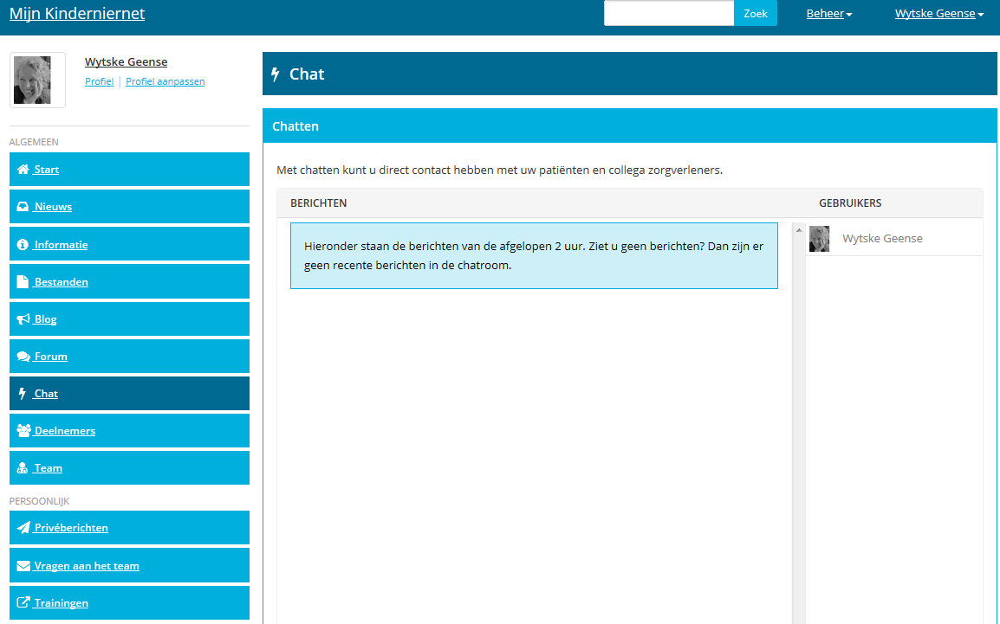 Mijn Kinderniernet
Zoek
Beheer
Wytske Geense
Wytske Geense
Profiel | Profiel aanpassen
ALGEMEEN
Start
Nieuws
Informatie
Bestanden
Blog
Forum
Chat
Deelnemers
Team
PERSOONLIJK
Privéberichten
Vragen aan het team
Trainingen
Chat
Chatten
Met chatten kunt u direct contact hebben met uw patiënten en collega zorgverleners.
BERICHTEN
GEBRUIKERS
Hieronder staan de berichten van de afgelopen 2 uur. Ziet u geen berichten? Dan zijn er
geen recente berichten in de chatroom.
Wytske Geense